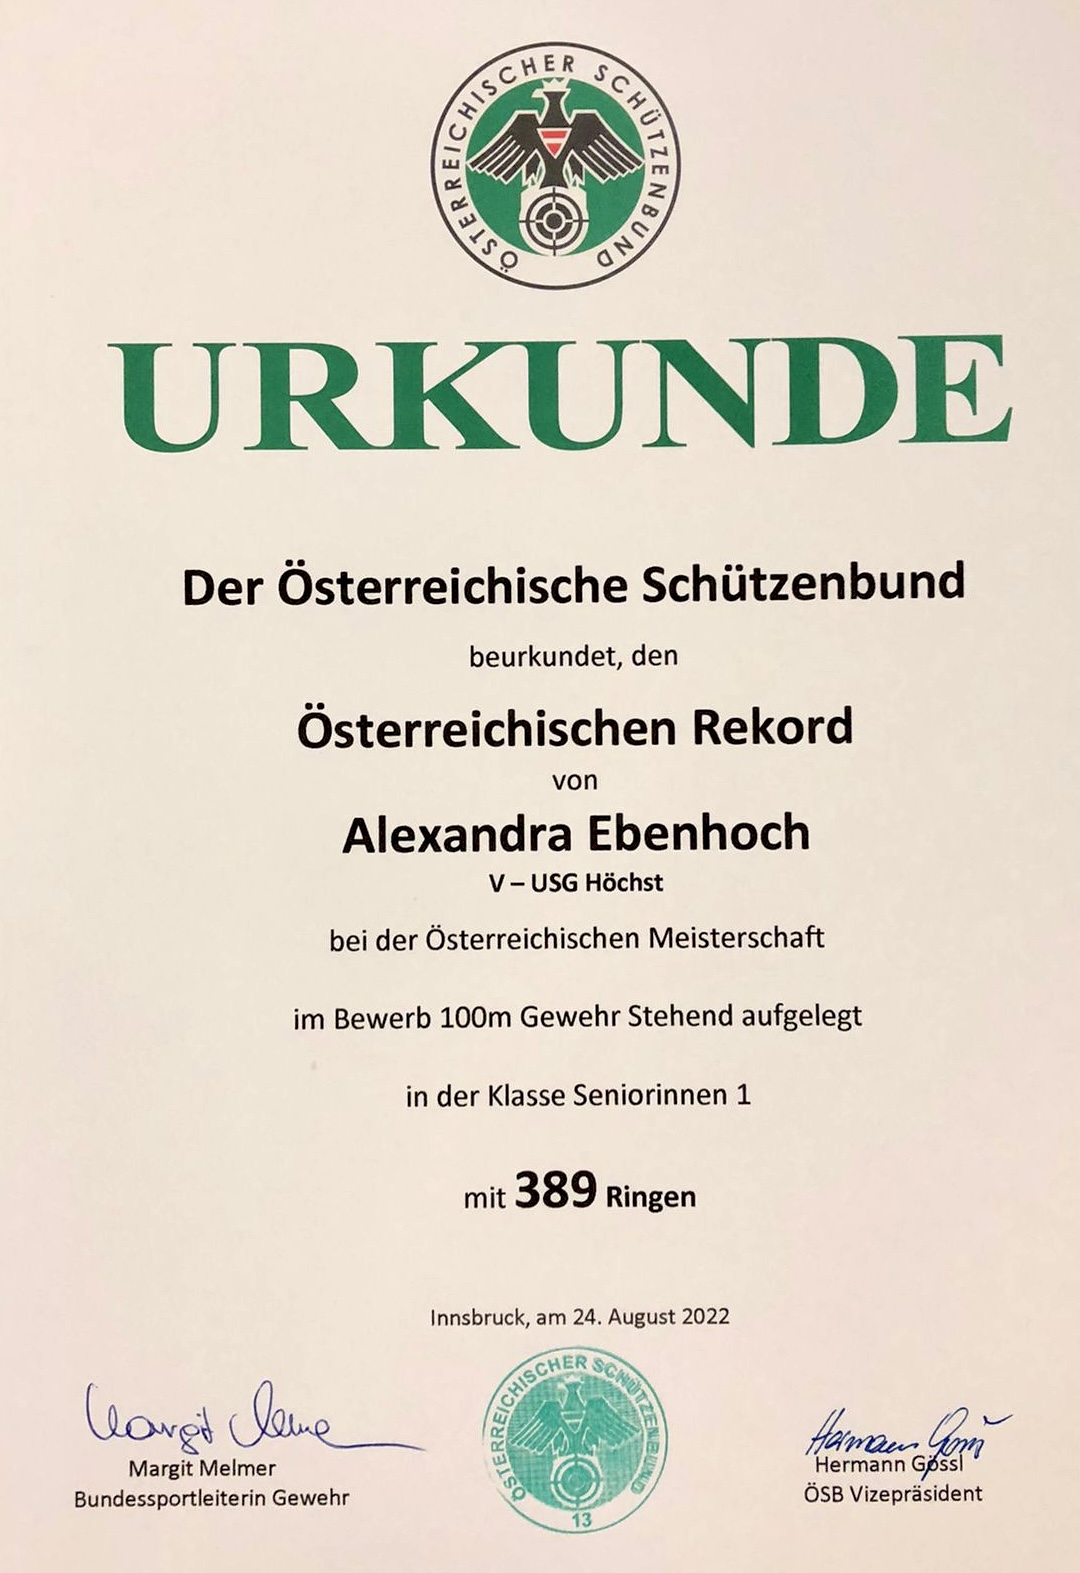 ÖSTERREICHISCHER SCHÜTZENBUND
URKUNDE
Der Österreichische Schützenbund
beurkundet, den
Österreichischen Rekord
von
Alexandra Ebenhoch
V – USG Höchst
bei der Österreichischen Meisterschaft
im Bewerb 100m Gewehr Stehend aufgelegt
in der Klasse Seniorinnen 1
mit 389 Ringen
Innsbruck, am 24. August 2022
ÖSTERREICHISCHER SCHÜTZENBUND
13
Margit Melmer
Bundessportleiterin Gewehr
Hermann Gössl
ÖSB Vizepräsident